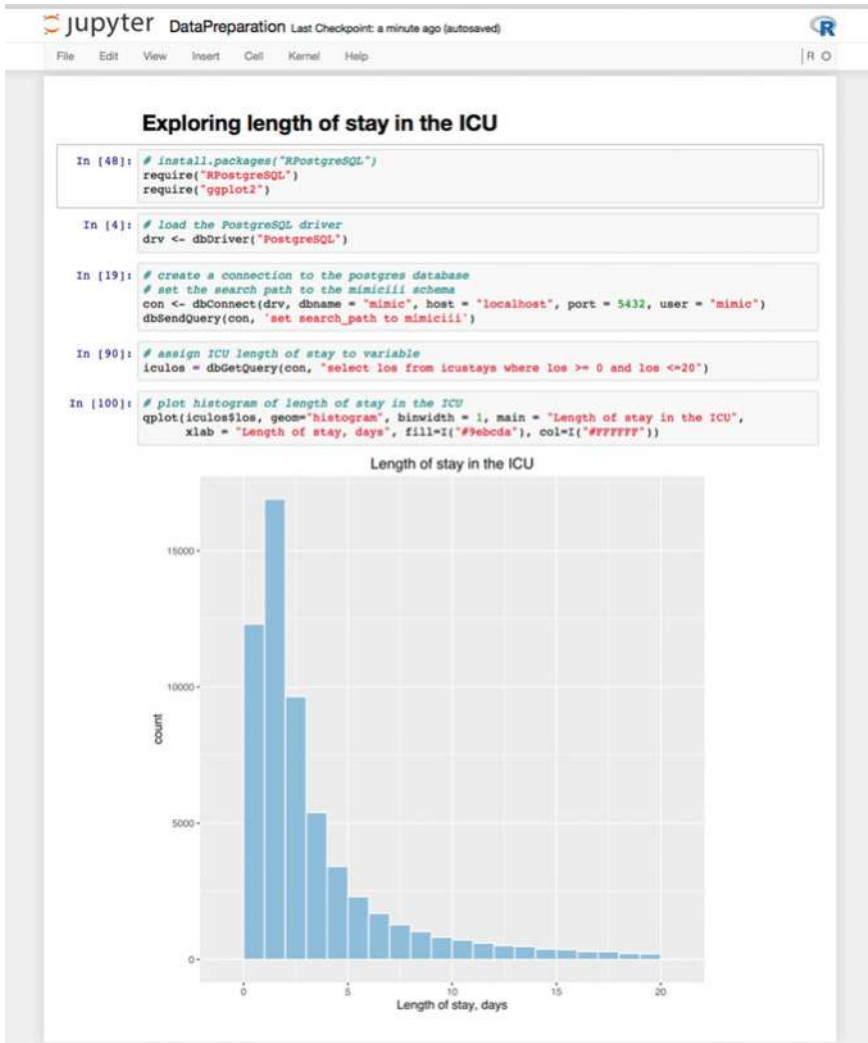 jupyter DataPreparation Last Checkpoint: a minute ago (autosaved)
R
File Edit View Insert Cell Kernel Help
R O
Exploring length of stay in the ICU
In [48]: # install.packages("RPostgreSQL")
require("RPostgreSQL")
require("ggplot2")
In [4]: # load the PostgreSQL driver
drv <- dbDriver("PostgreSQL")
In [19]: # create a connection to the postgres database
# set the search path to the mimiciii schema
con <- dbConnect(drv, dbname = "mimic", host = "localhost", port = 5432, user = "mimic")
dbSendQuery(con, 'set search_path to mimiciii')
In [90]: # assign ICU length of stay to variable
iculos = dbGetQuery(con, "select los from icustays where los >= 0 and los <=20")
In [100]: # plot histogram of length of stay in the ICU
qplot(iculos$los, geom="histogram", binwidth = 1, main = "Length of stay in the ICU",
xlab = "Length of stay, days", fill=I("#9ebcda"), col=I("#FFFFFF"))
Length of stay in the ICU
15000
10000
count
5000
0
0 5 10 15 20
Length of stay, days